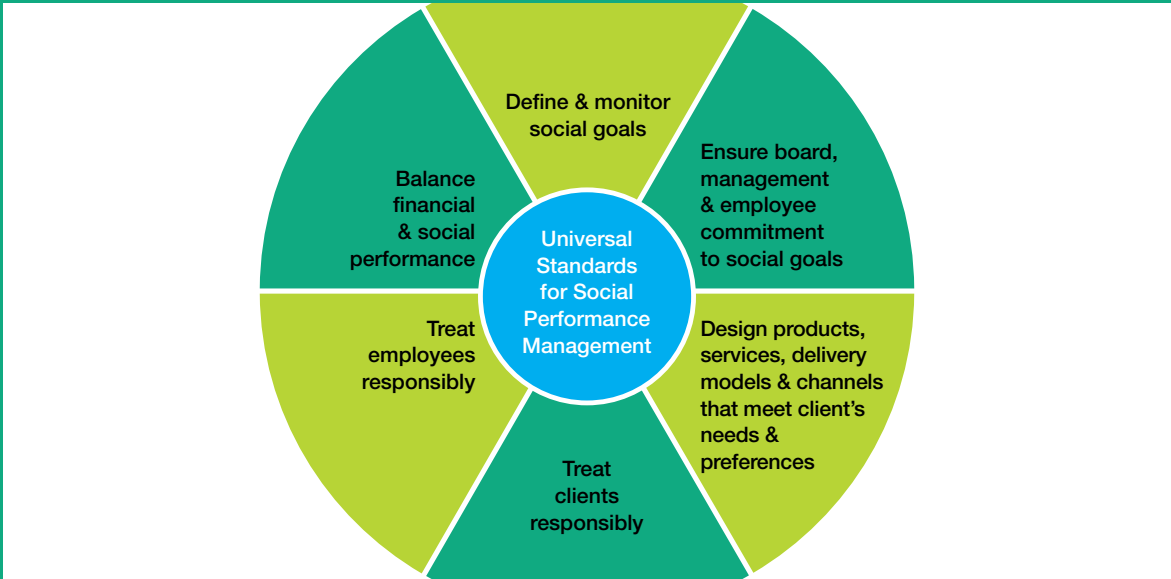 Define & monitor
social goals
Ensure board,
management
& employee
commitment
to social goals
Design products,
services, delivery
models & channels
that meet client’s
needs &
preferences
Treat
clients
responsibly
Treat
employees
responsibly
Balance
financial
& social
performance
Universal
Standards
for Social
Performance
Management